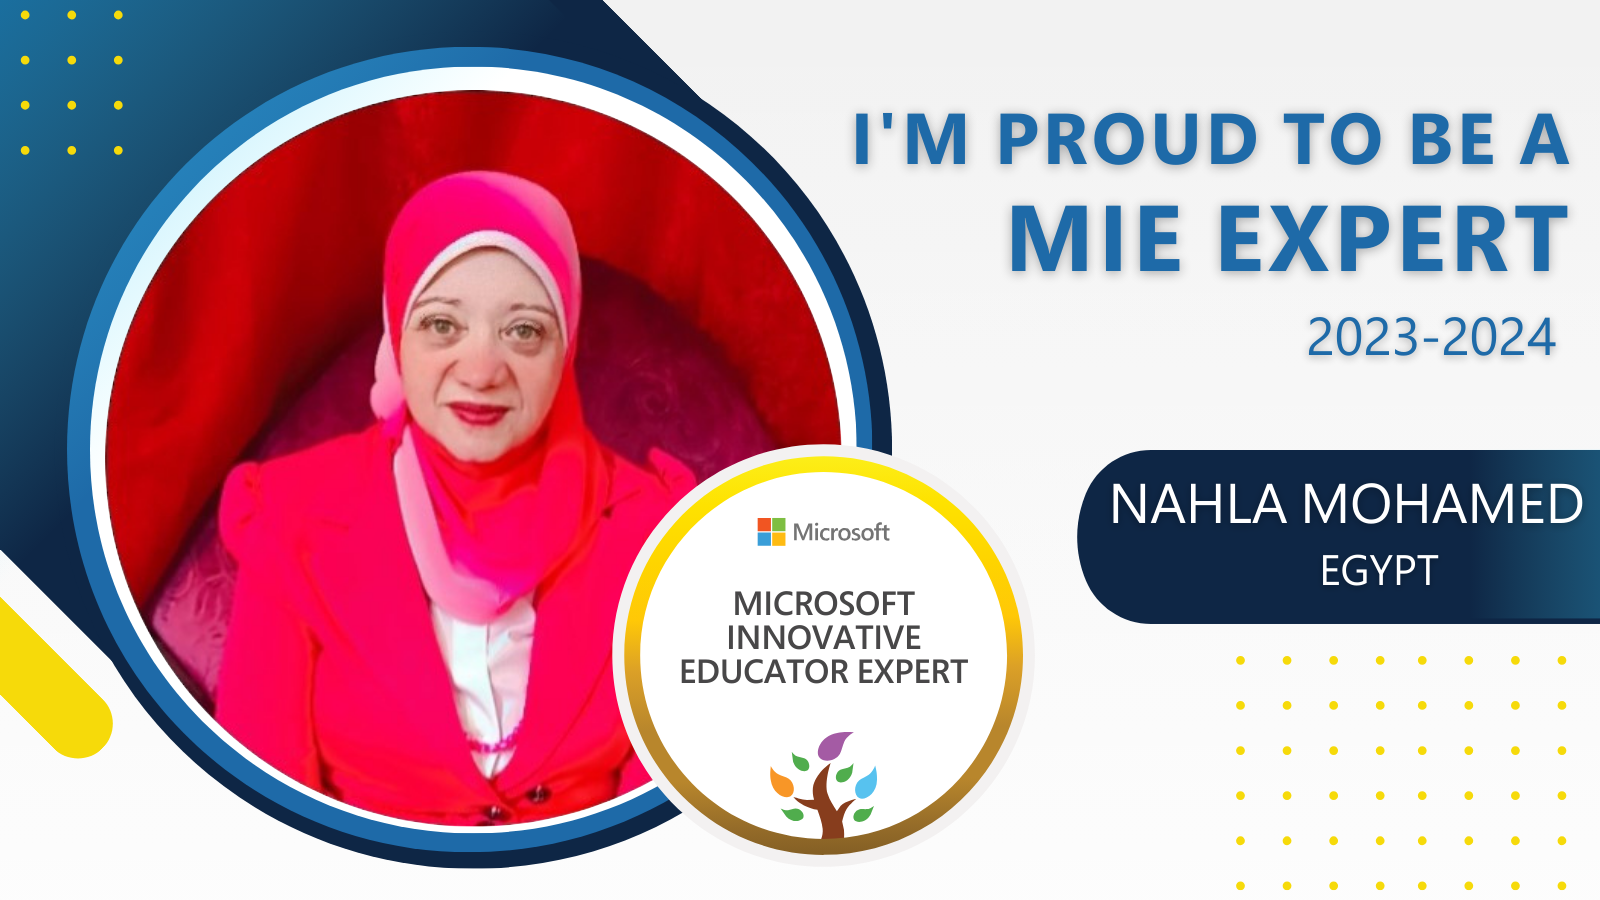 I'M PROUD TO BE A
MIE EXPERT
2023-2024
NAHLA MOHAMED
EGYPT
Microsoft
MICROSOFT
INNOVATIVE
EDUCATOR EXPERT